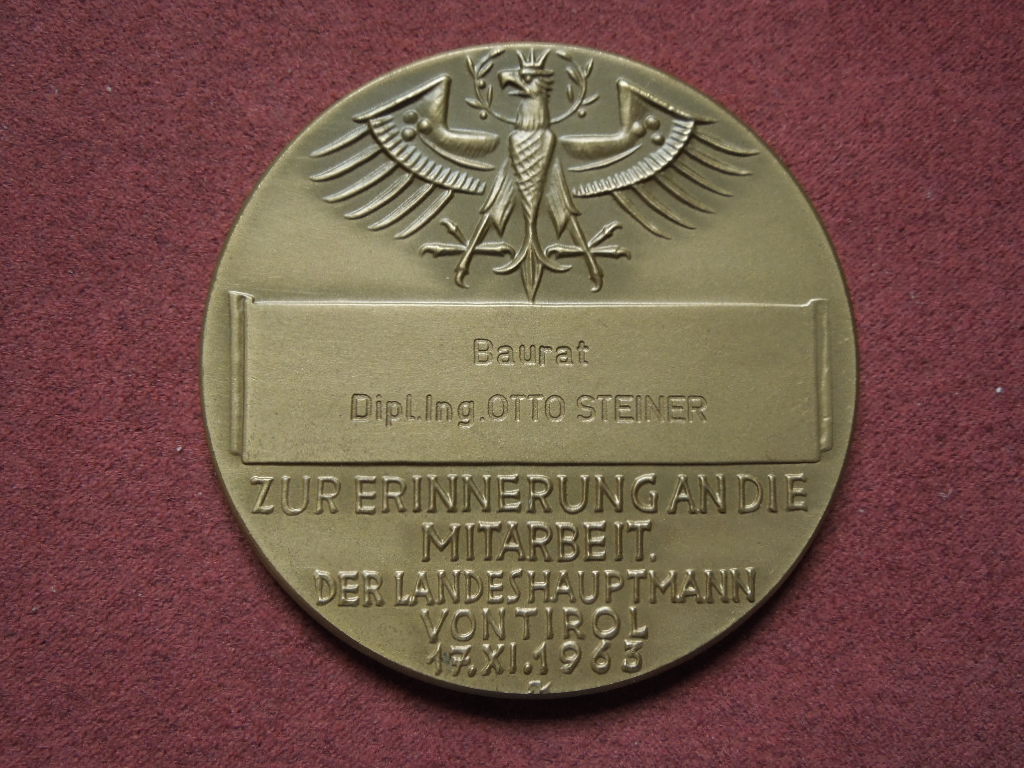 Baurat
Dipl.Ing.OTTO STEINER
ZUR ERINNERUNG AN DIE
MITARBEIT.
DER LANDESHAUPTMANN
VON TIROL
17.XI.1963